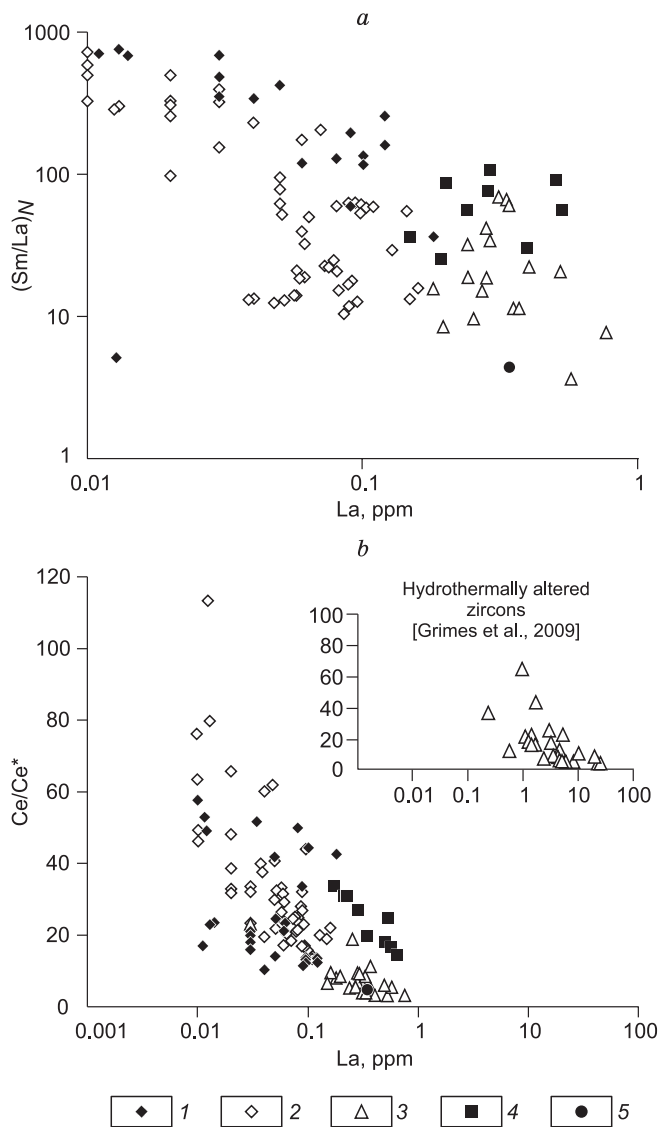 a
1000
100
10
1
(Sm/La)N
0.01 0.1 1
La, ppm
b
120
100
80
60
40
20
0
Ce/Ce*
Hydrothermally altered
zircons
[Grimes et al., 2009]
100
80
60
40
20
0
0.01 0.1 1 10 100
0.001 0.01 0.1 1 10 100
La, ppm
1 2 3 4 5